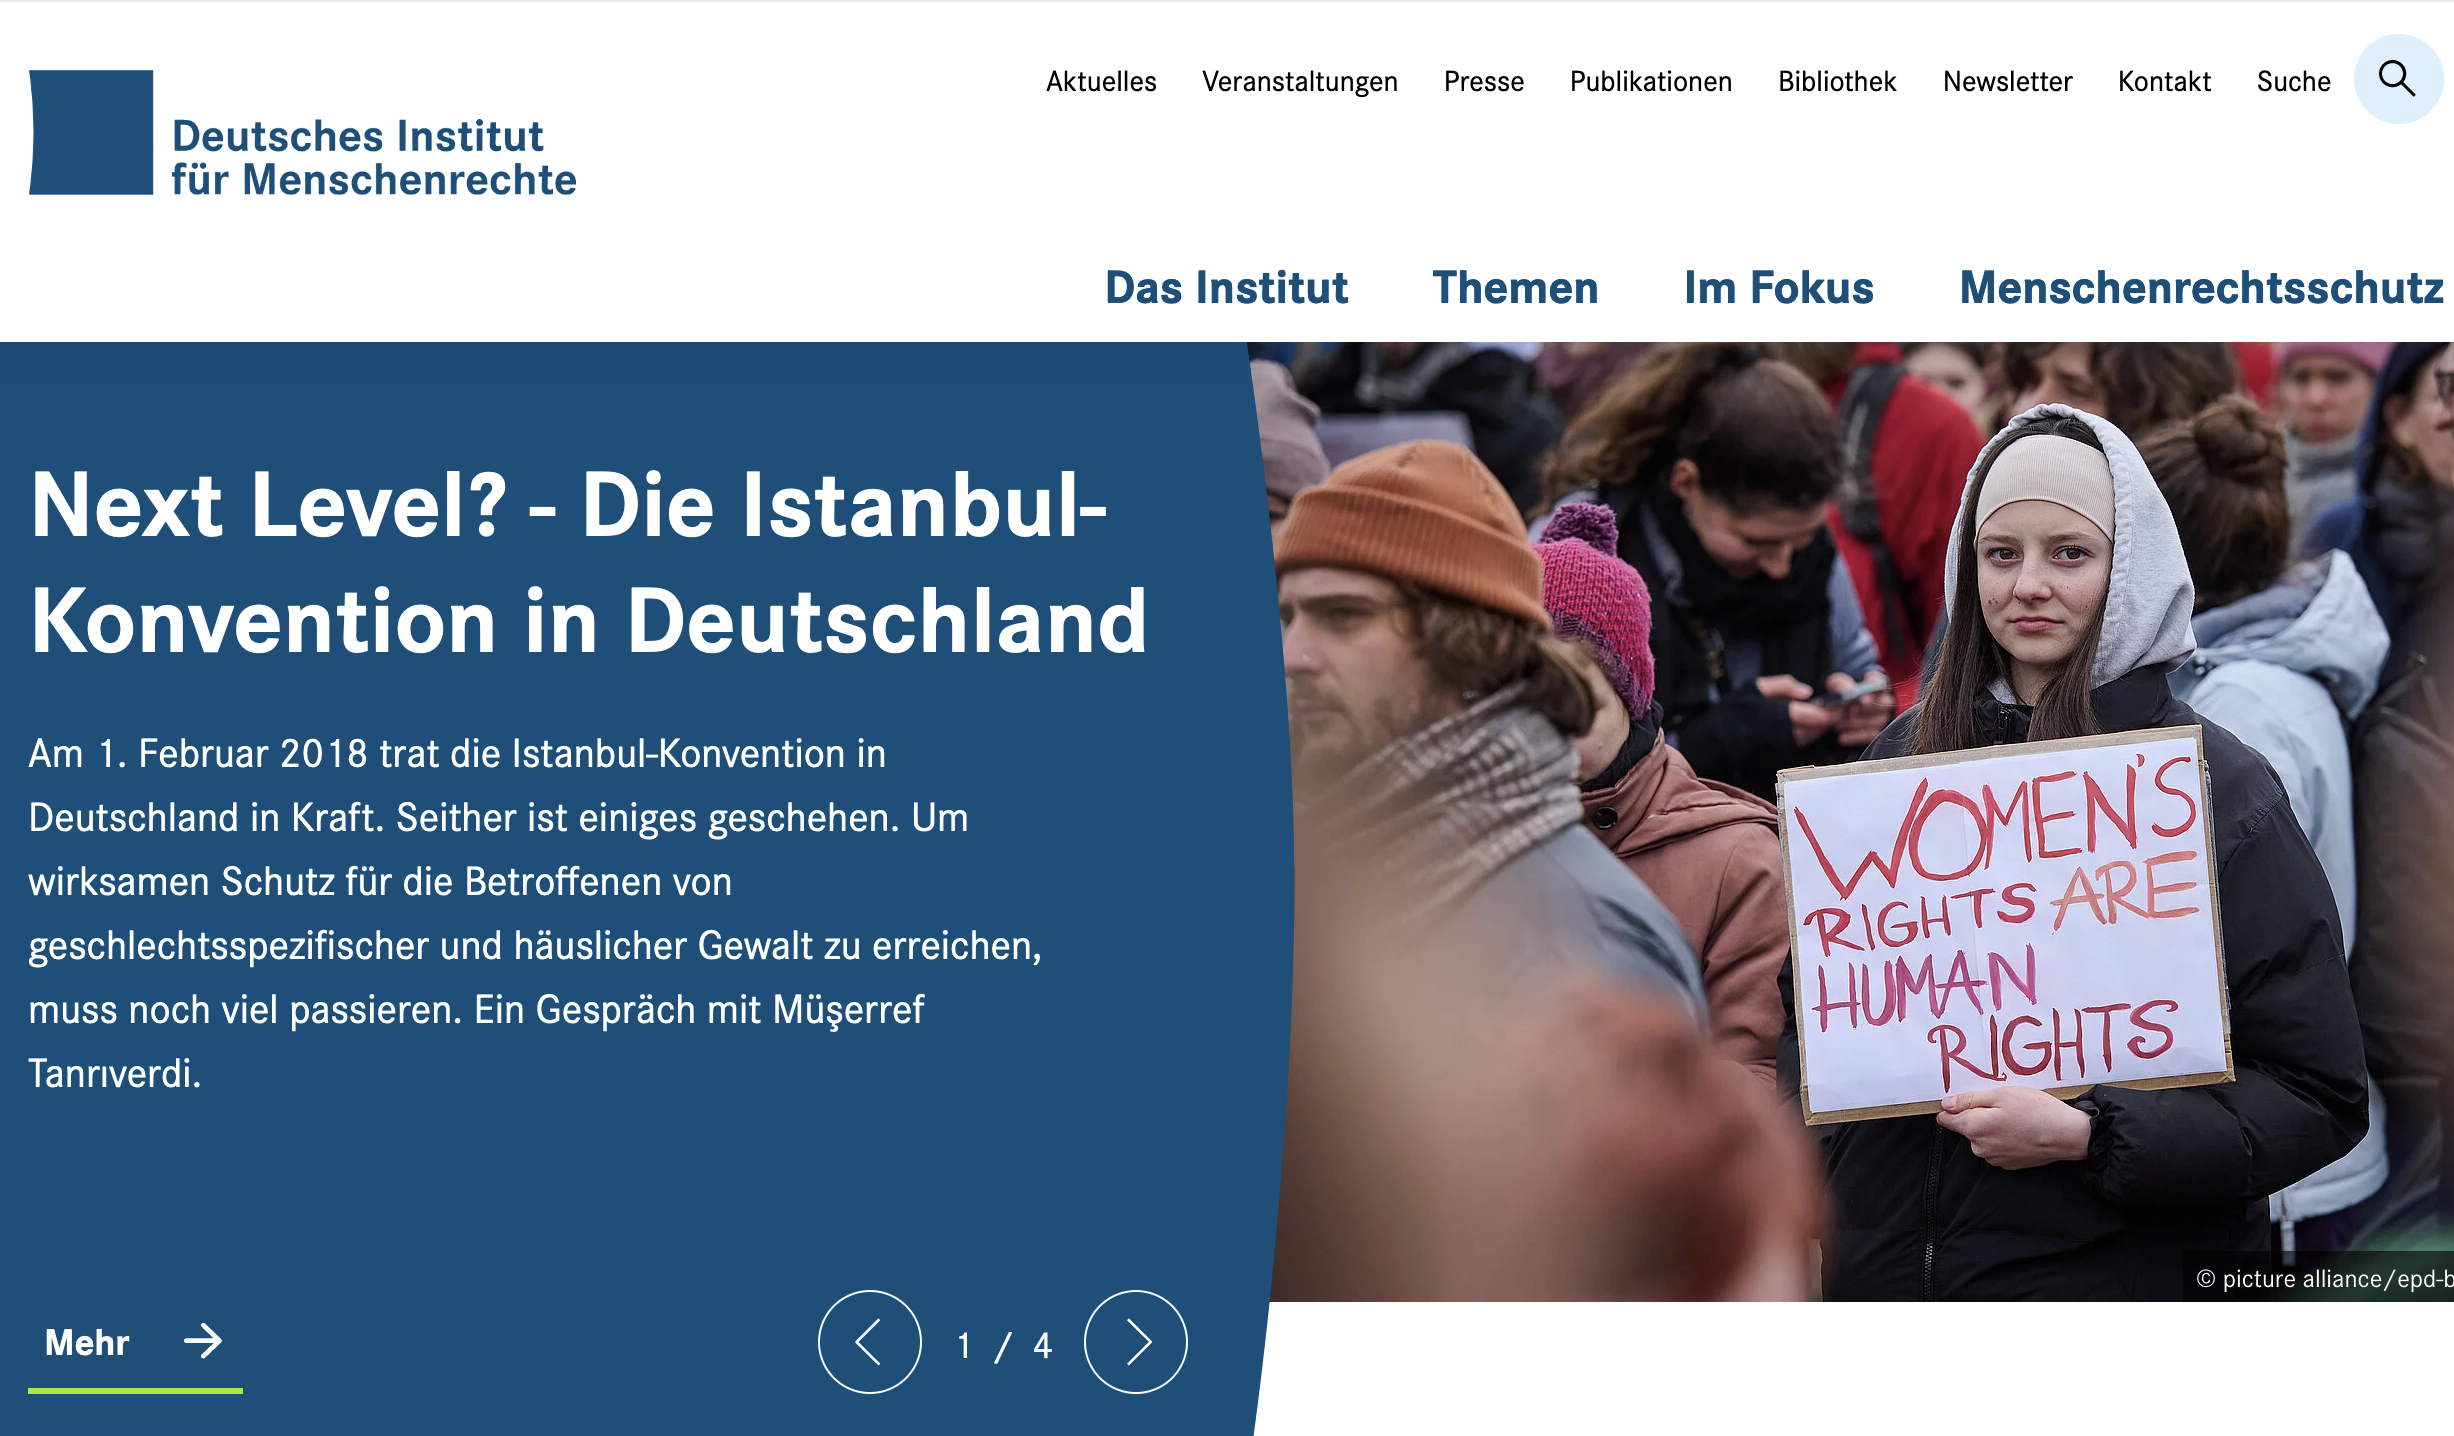 Aktuelles Veranstaltungen Presse Publikationen Bibliothek Newsletter Kontakt Suche
Deutsches Institut
für Menschenrechte
Das Institut Themen Im Fokus Menschenrechtsschutz
Next Level? - Die Istanbul-
Konvention in Deutschland
Am 1. Februar 2018 trat die Istanbul-Konvention in
Deutschland in Kraft. Seither ist einiges geschehen. Um
wirksamen Schutz für die Betroffenen von
geschlechtsspezifischer und häuslicher Gewalt zu erreichen,
muss noch viel passieren. Ein Gespräch mit Müşerref
Tanrıverdi.
Mehr
1 / 4
WOMEN'S
RIGHTS ARE
HUMAN
RIGHTS
© picture alliance/epd-b